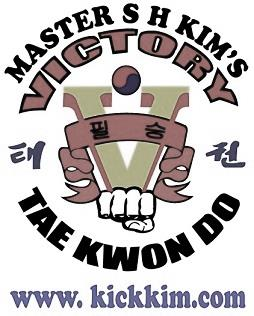 MASTER S H KIM'S
VICTORY
V
필 승
태 권
TAE KWON DO
www. kickkim.com